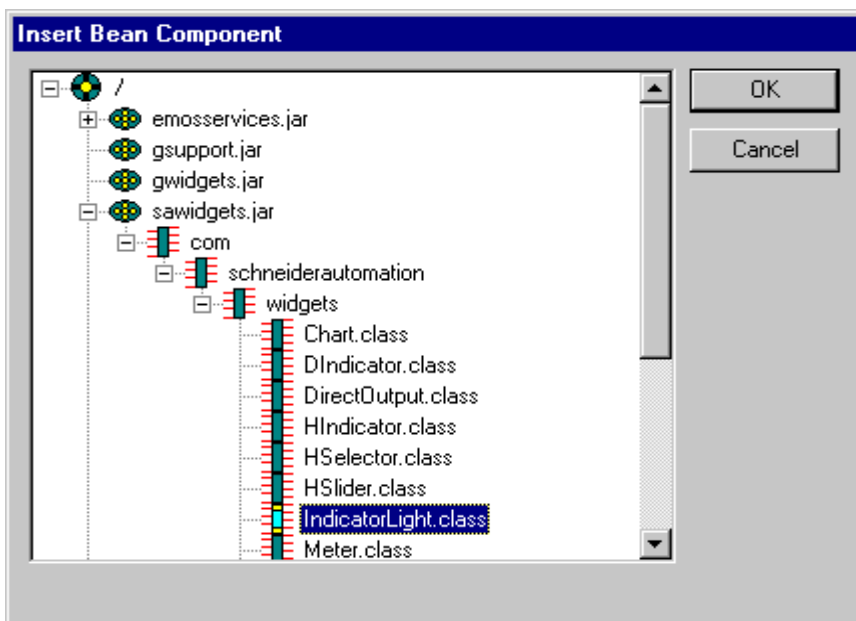 Insert Bean Component
/
OK
emosservices.jar
gsupport.jar
Cancel
gwidgets.jar
sawidgets.jar
com
schneiderautomation
widgets
Chart.class
DIndicator.class
DirectOutput.class
HIndicator.class
HSelector.class
HSlider.class
IndicatorLight.class
Meter.class